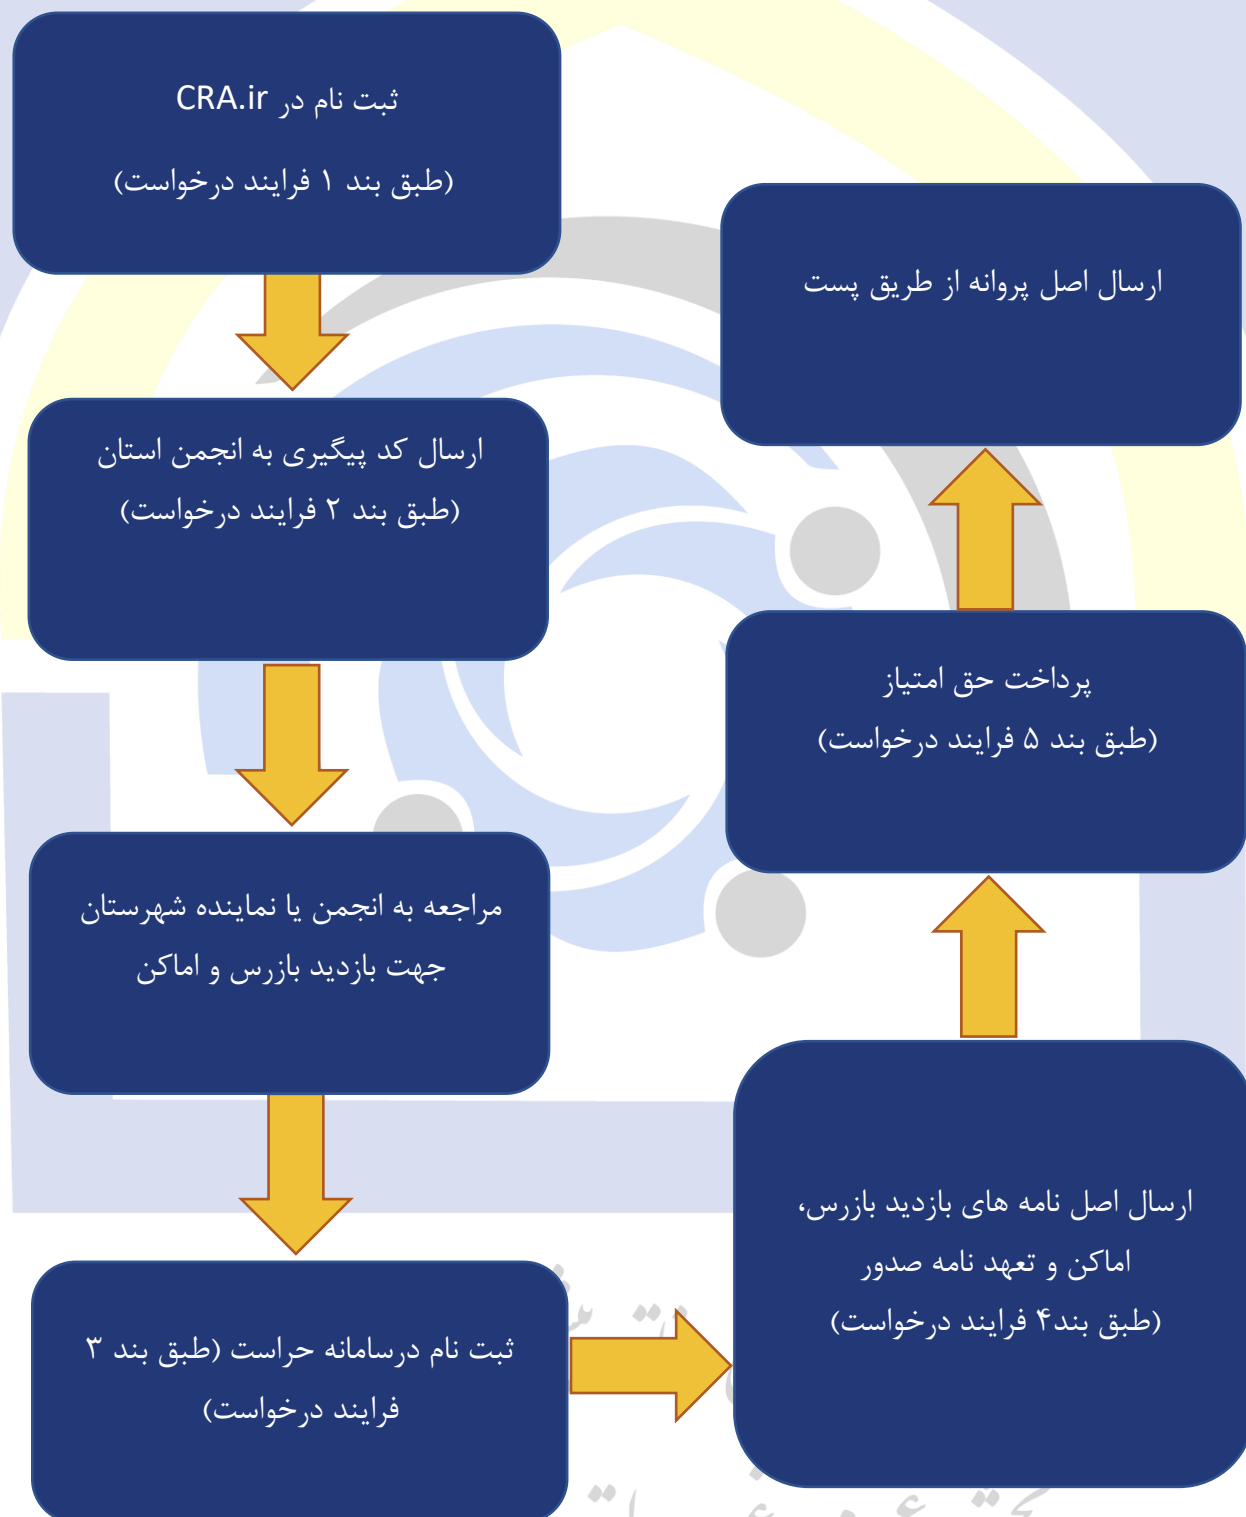 ثبت نام در CRA.ir
(طبق بند ۱ فرایند درخواست)
ارسال کد پیگیری به انجمن استان
(طبق بند ۲ فرایند درخواست)
مراجعه به انجمن یا نماینده شهرستان
جهت بازدید بازرس و اماکن
ثبت نام درسامانه حراست (طبق بند ۳
فرایند درخواست)
ارسال اصل نامه های بازدید بازرس،
اماکن و تعهد نامه صدور
(طبق بند۴ فرایند درخواست)
پرداخت حق امتیاز
(طبق بند ۵ فرایند درخواست)
ارسال اصل پروانه از طریق پست